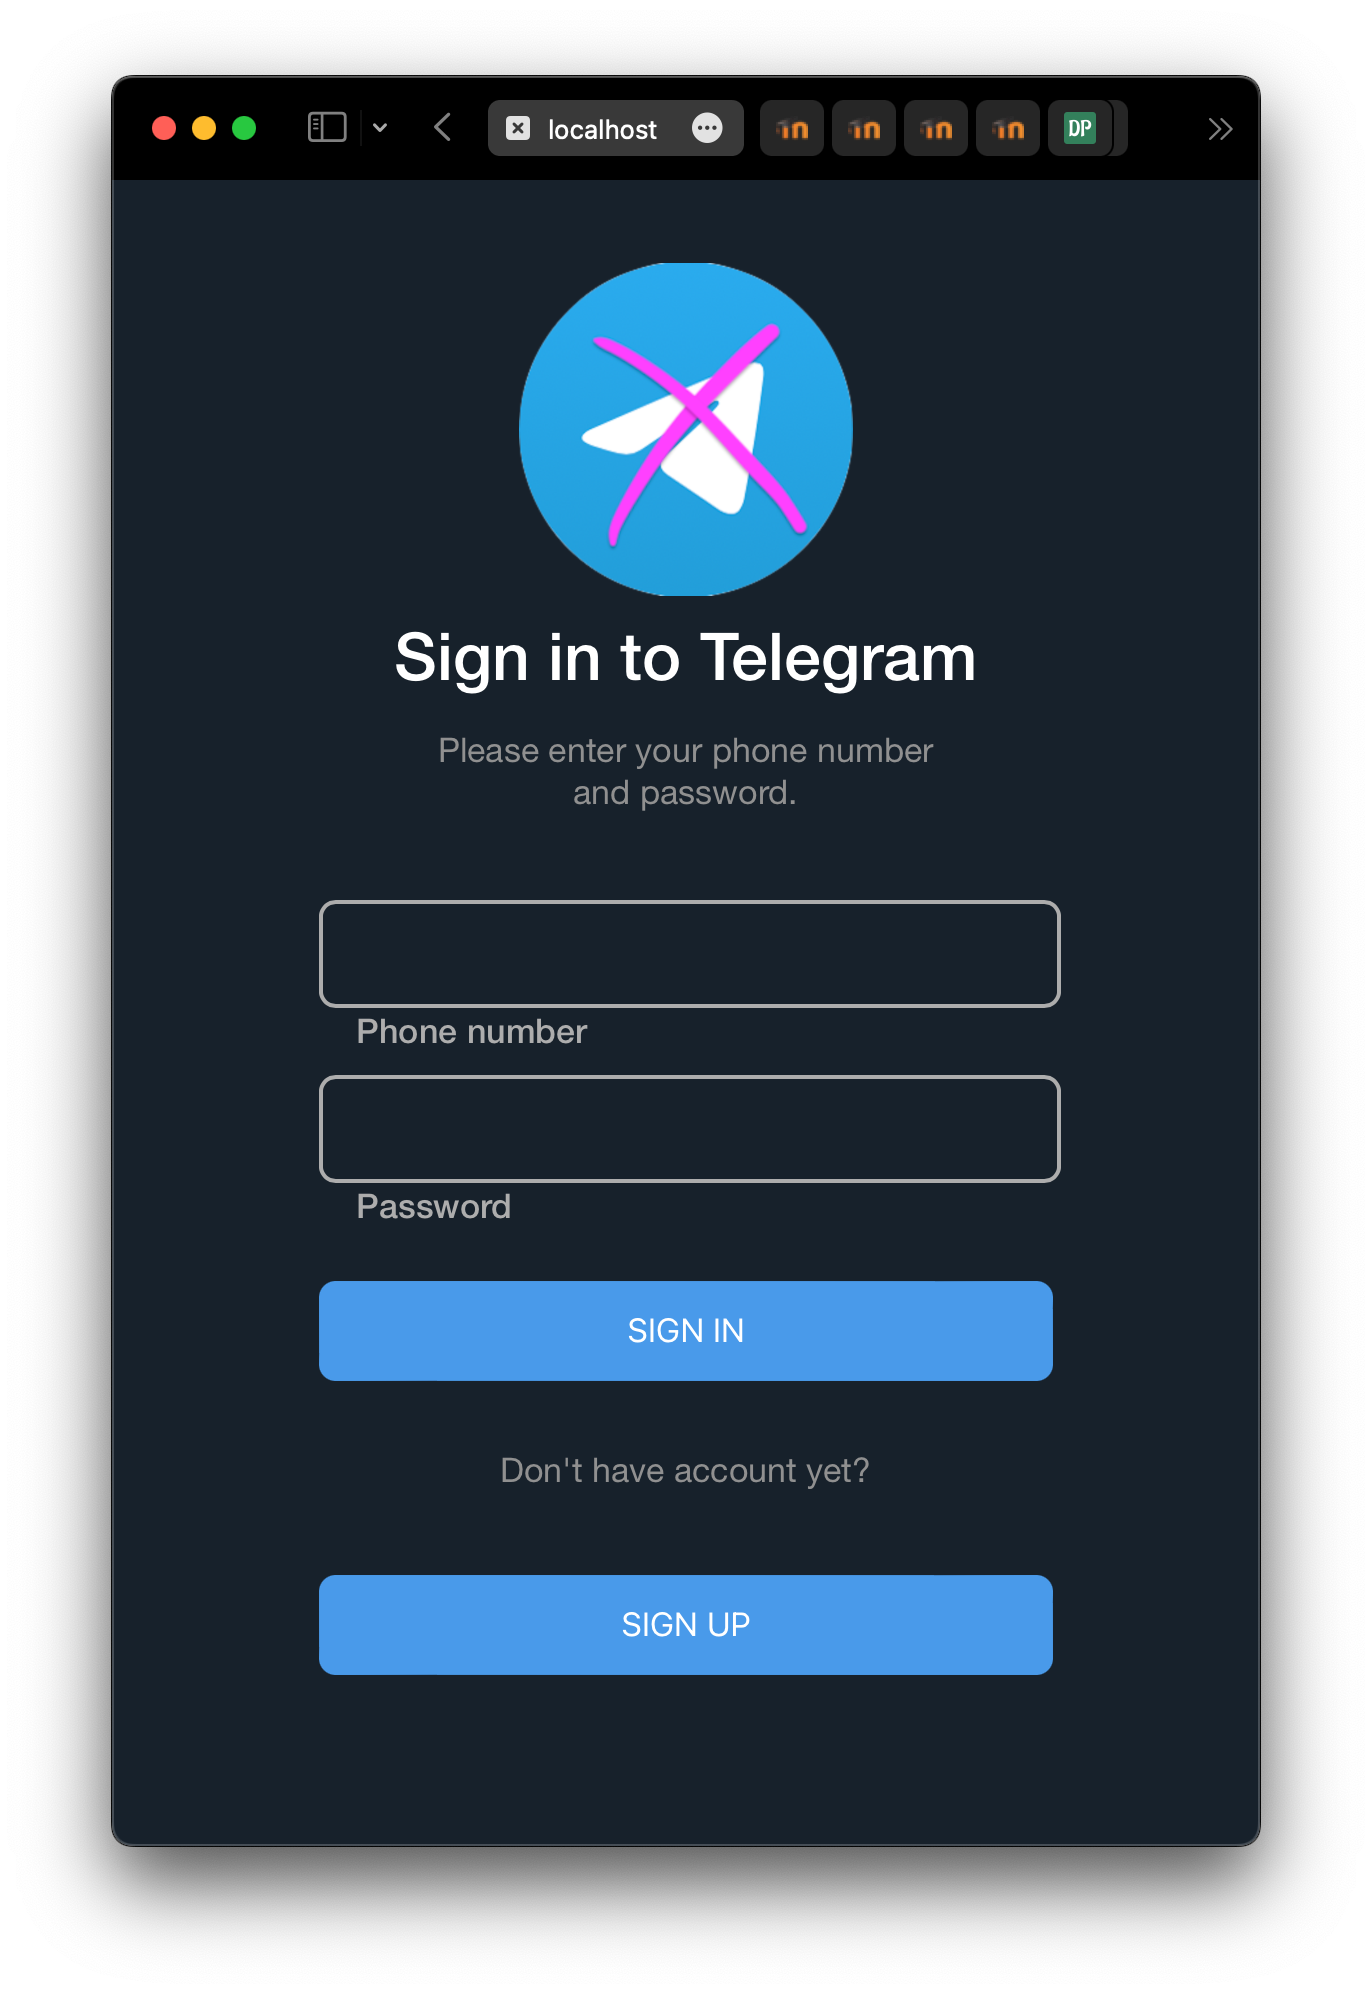 localhost
DP
Sign in to Telegram
Please enter your phone number
and password.
Phone number
Password
SIGN IN
Don't have account yet?
SIGN UP